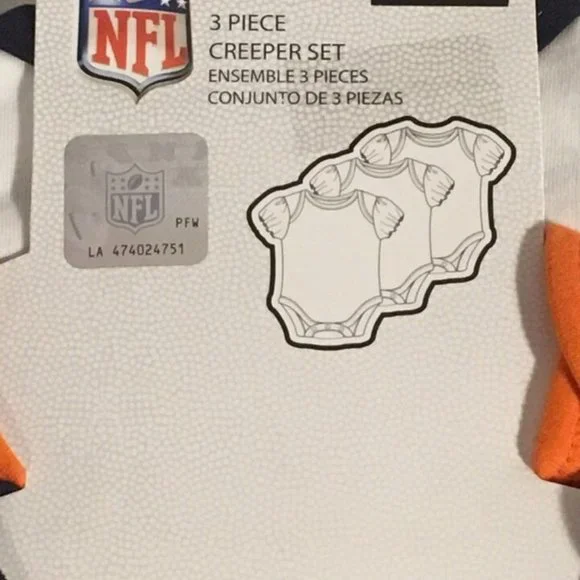 NFL
3 PIECE
CREEPER SET
ENSEMBLE 3 PIECES
CONJUNTO DE 3 PIEZAS
NFL
PFW
LA 474024751